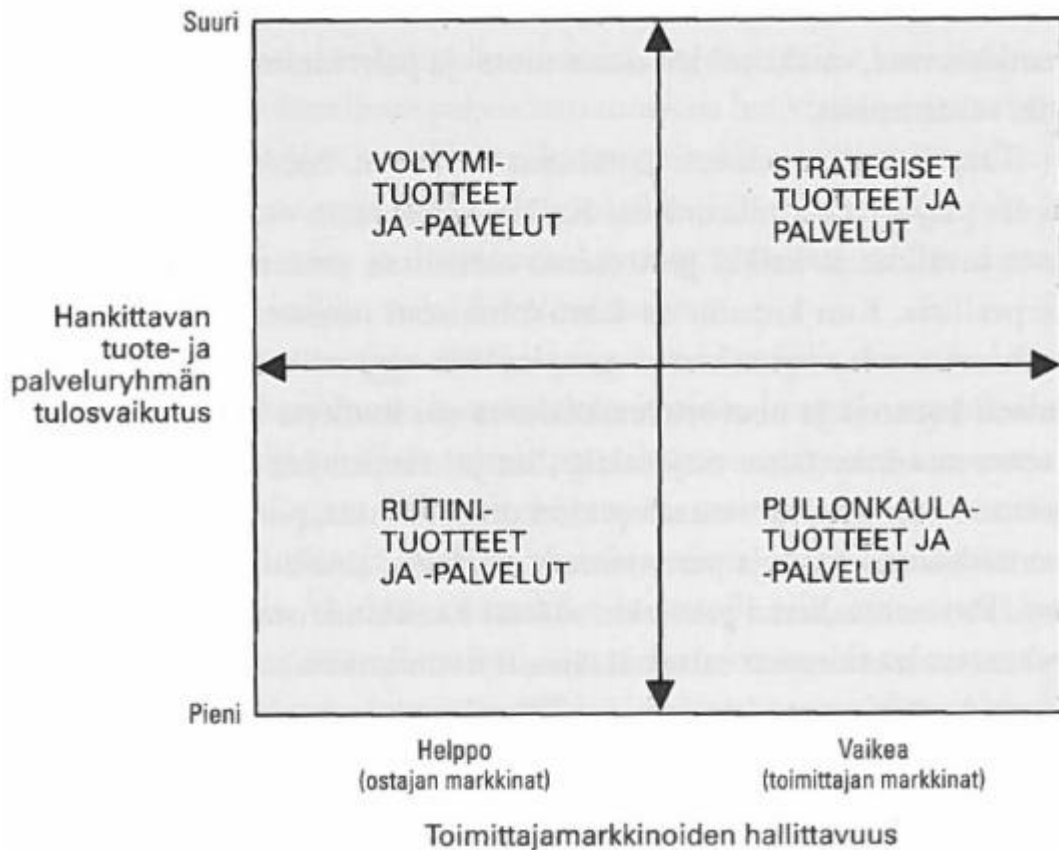 Suuri
VOLYYMI-
TUOTTEET
JA -PALVELUT
STRATEGISET
TUOTTEET JA
PALVELUT
Hankittavan
tuote- ja
palveluryhmän
tulosvaikutus
RUTIINI-
TUOTTEET
JA -PALVELUT
PULLONKAULA-
TUOTTEET JA
-PALVELUT
Pieni
Helppo
(ostajan markkinat)
Vaikea
(toimittajan markkinat)
Toimittajamarkkinoiden hallittavuus